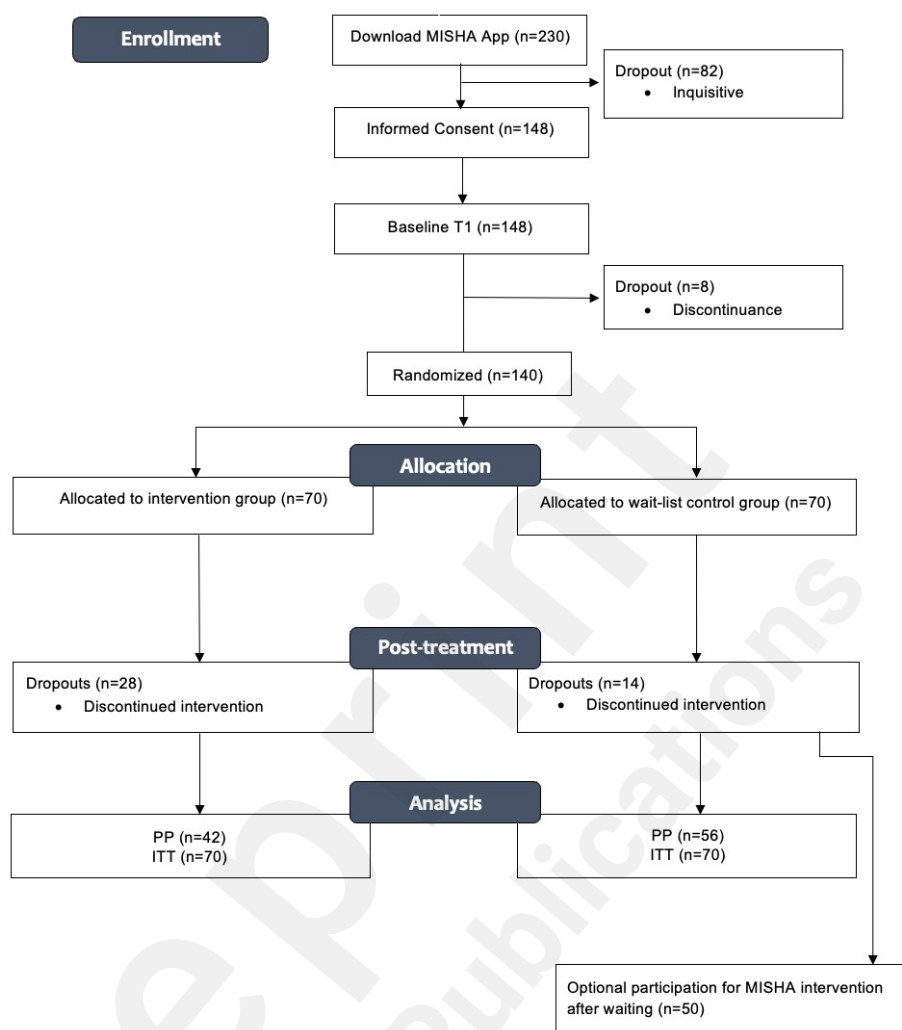 Enrollment
Download MISHA App (n=230)
Dropout (n=82)
• Inquisitive
Informed Consent (n=148)
Baseline T1 (n=148)
Dropout (n=8)
• Discontinuance
Randomized (n=140)
Allocation
Allocated to intervention group (n=70)
Allocated to wait-list control group (n=70)
Post-treatment
Dropouts (n=28)
• Discontinued intervention
Dropouts (n=14)
• Discontinued intervention
Analysis
PP (n=42)
ITT (n=70)
PP (n=56)
ITT (n=70)
Optional participation for MISHA intervention
after waiting (n=50)
eprint
Publications